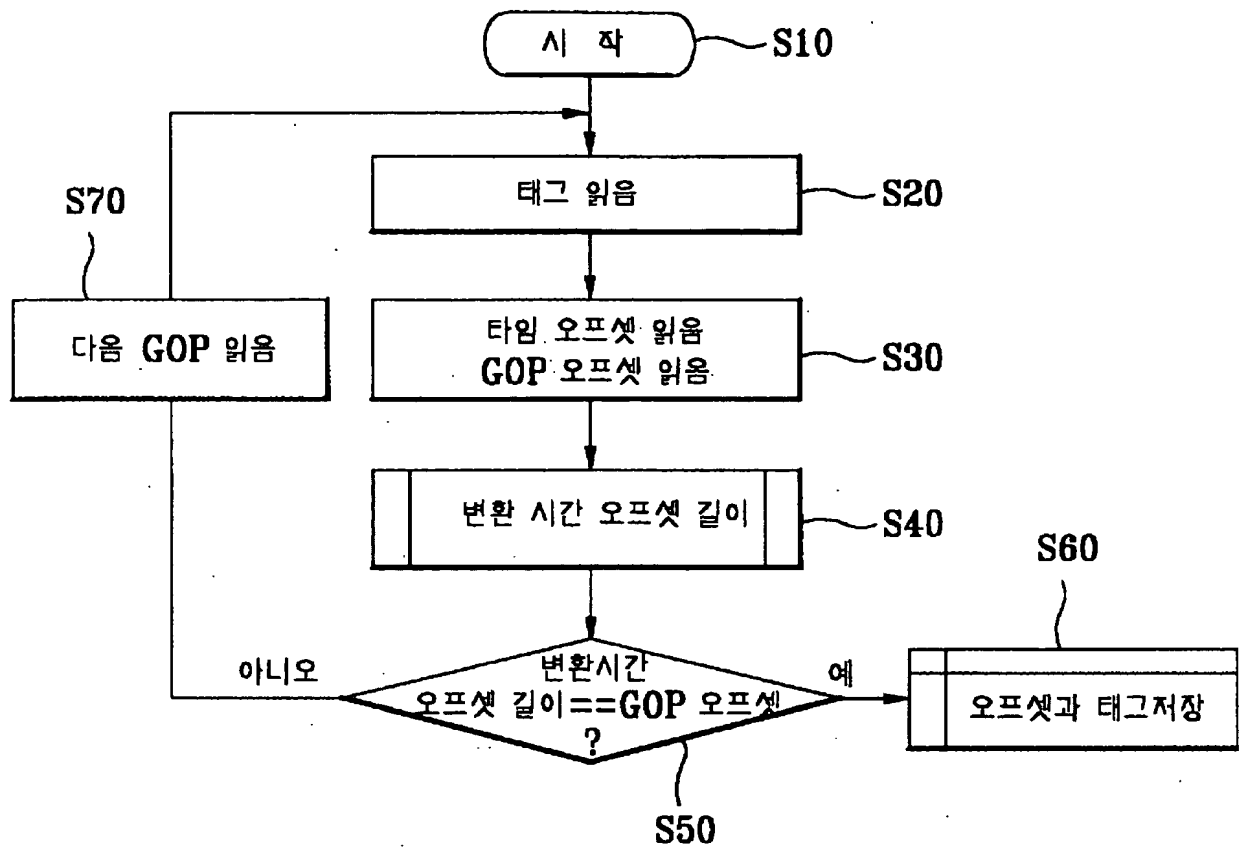 시 작
S10
태그 읽음
S20
S70
다음 GOP 읽음
타임 오프셋 읽음
GOP 오프셋 읽음
S30
변환 시간 오프셋 길이
S40
S60
아니오
변환시간
오프셋 길이==GOP 오프셋
?
예
오프셋과 태그저장
S50